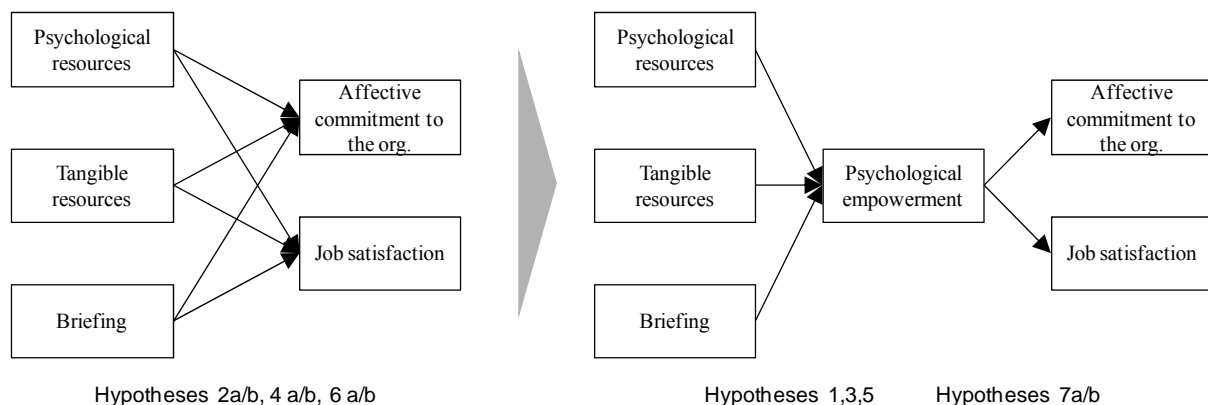 Psychological
resources
Tangible
resources
Briefing
Affective
commitment to
the org.
Job satisfaction
Hypotheses 2a/b, 4 a/b, 6 a/b
Psychological
resources
Tangible
resources
Briefing
Psychological
empowerment
Affective
commitment to
the org.
Job satisfaction
Hypotheses 1,3,5
Hypotheses 7a/b